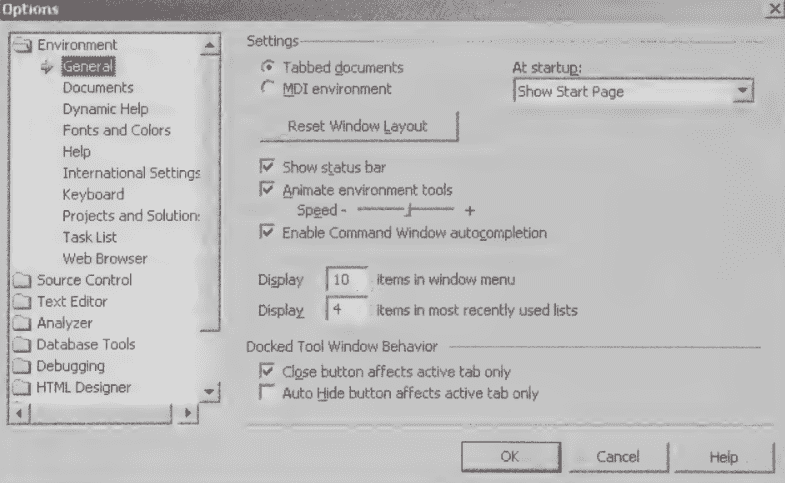 Options
Environment
General
Documents
Dynamic Help
Fonts and Colors
Help
International Settings
Keyboard
Projects and Solution
Task List
Web Browser
Source Control
Text Editor
Analyzer
Database Tools
Debugging
HTML Designer
Settings
Tabbed documents
MDI environment
At startup:
Show Start Page
Reset Window Layout
Show status bar
Animate environment tools
Speed - +
Enable Command Window autocompletion
Display 10 items in window menu
Display 4 items in most recently used lists
Docked Tool Window Behavior
Close button affects active tab only
Auto Hide button affects active tab only
OK Cancel Help